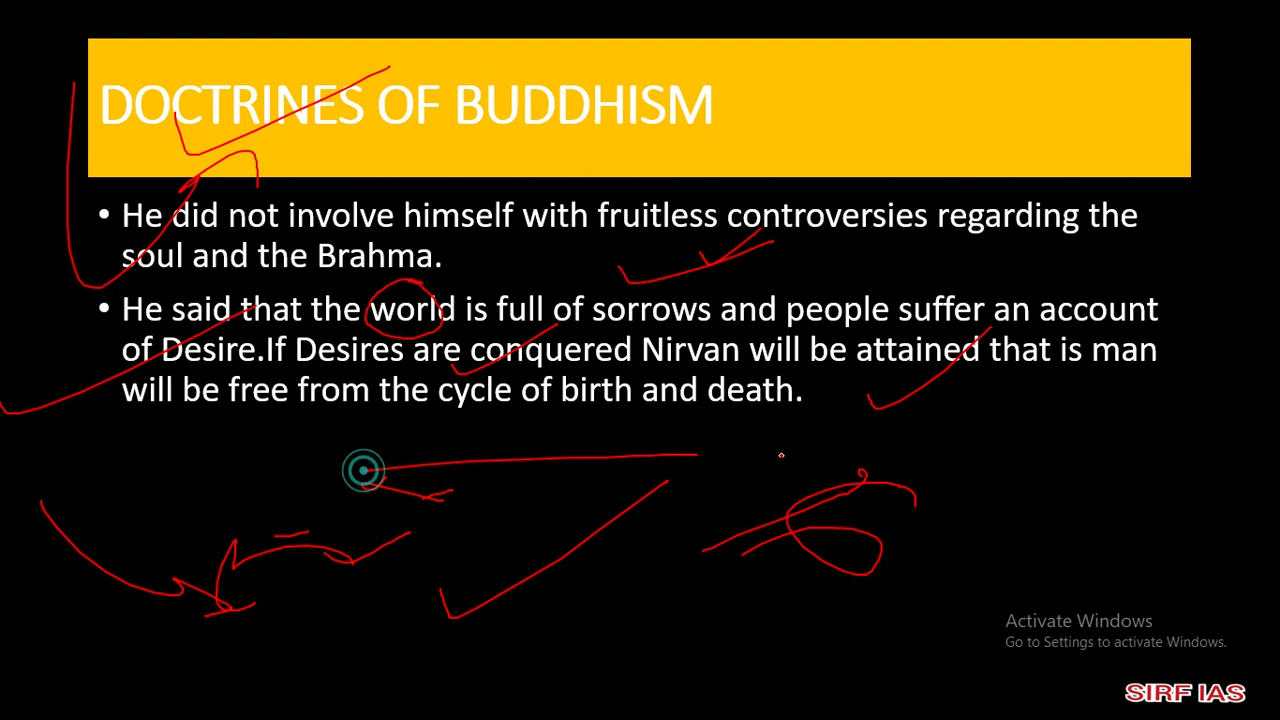 DOCTRINES OF BUDDHISM
• He did not involve himself with fruitless controversies regarding the
soul and the Brahma.
• He said that the world is full of sorrows and people suffer an account
of Desire.If Desires are conquered Nirvan will be attained that is man
will be free from the cycle of birth and death.
Activate Windows
Go to Settings to activate Windows.
SIRF IAS